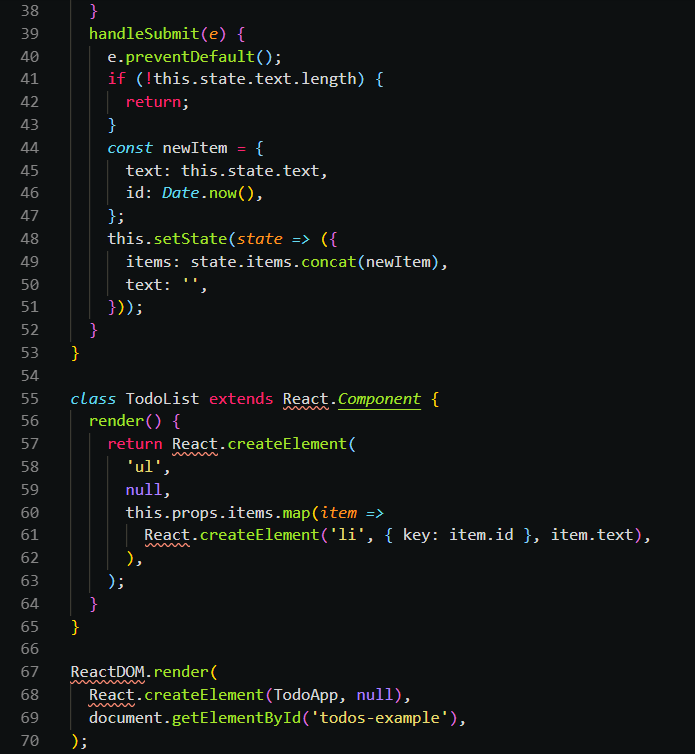 38 }
39 handleSubmit(e) {
40 e.preventDefault();
41 if (!this.state.text.length) {
42 return;
43 }
44 const newItem = {
45 text: this.state.text,
46 id: Date.now(),
47 };
48 this.setState(state => ({
49 items: state.items.concat(newItem),
50 text: '',
51 }));
52 }
53 }
54
55 class TodoList extends React.Component {
56 render() {
57 return React.createElement(
58 'ul',
59 null,
60 this.props.items.map(item =>
61 React.createElement('li', { key: item.id }, item.text),
62 ),
63 );
64 }
65 }
66
67 ReactDOM.render(
68 React.createElement(TodoApp, null),
69 document.getElementById('todos-example'),
70 );